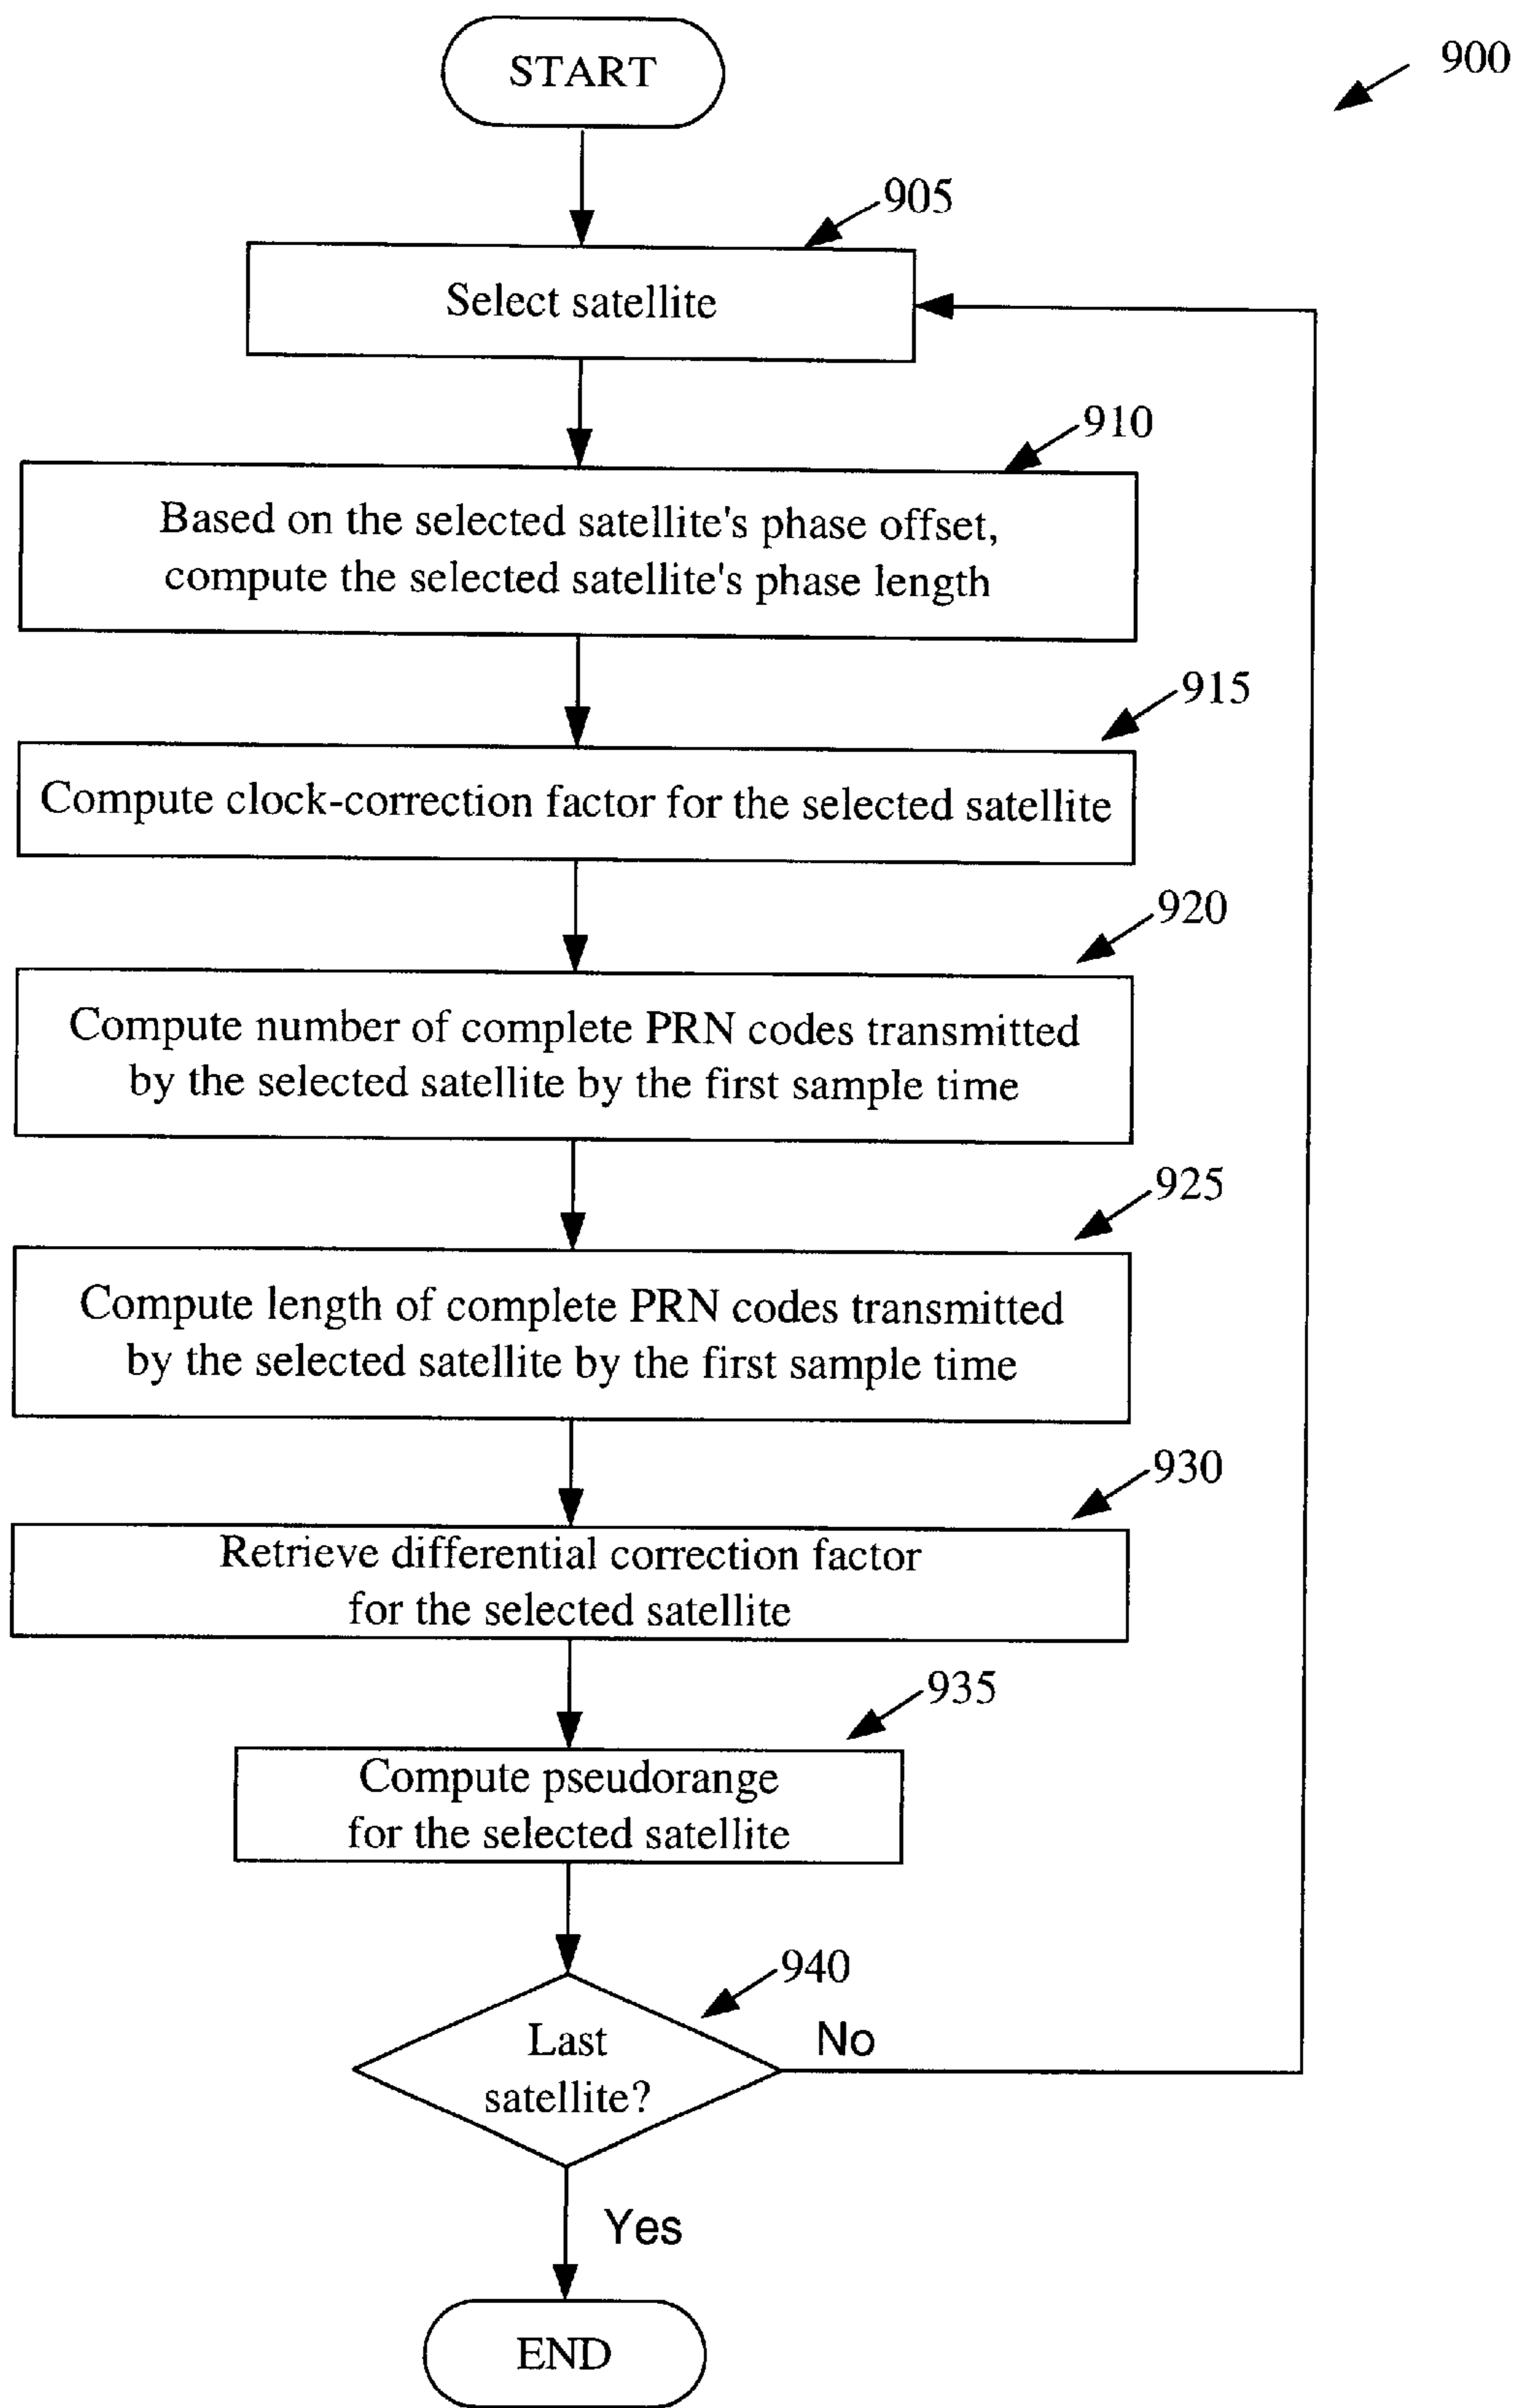 START
900
905
Select satellite
910
Based on the selected satellite's phase offset,
compute the selected satellite's phase length
915
Compute clock-correction factor for the selected satellite
920
Compute number of complete PRN codes transmitted
by the selected satellite by the first sample time
925
Compute length of complete PRN codes transmitted
by the selected satellite by the first sample time
930
Retrieve differential correction factor
for the selected satellite
935
Compute pseudorange
for the selected satellite
940
Last
satellite?
No
Yes
END